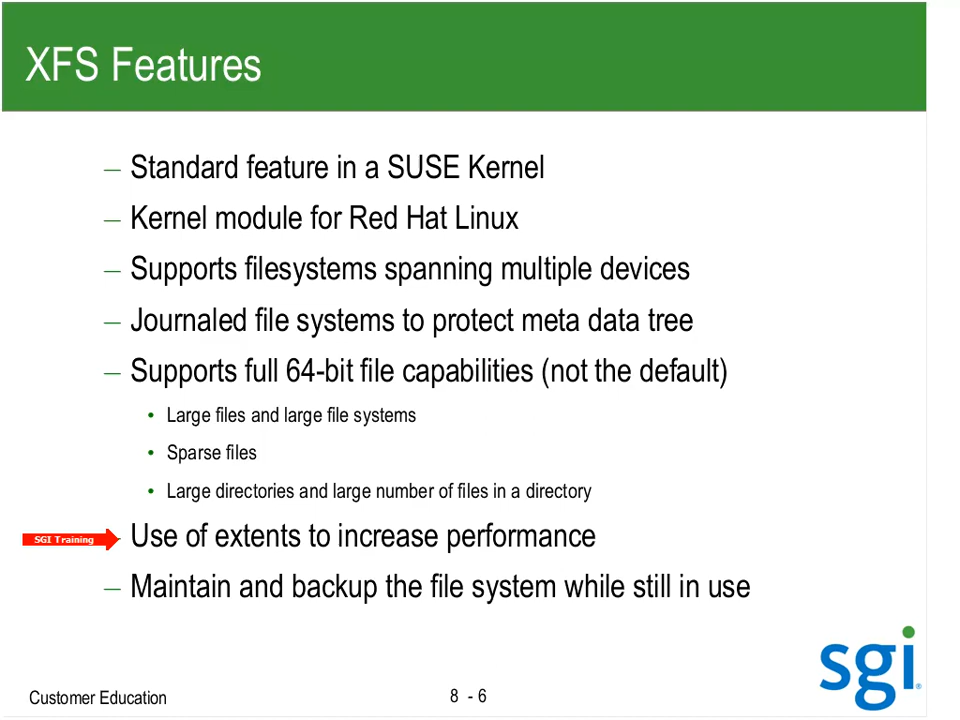 XFS Features
– Standard feature in a SUSE Kernel
– Kernel module for Red Hat Linux
– Supports filesystems spanning multiple devices
– Journaled file systems to protect meta data tree
– Supports full 64-bit file capabilities (not the default)
• Large files and large file systems
• Sparse files
• Large directories and large number of files in a directory
SGI Training Use of extents to increase performance
– Maintain and backup the file system while still in use
sgi®
Customer Education 8 - 6